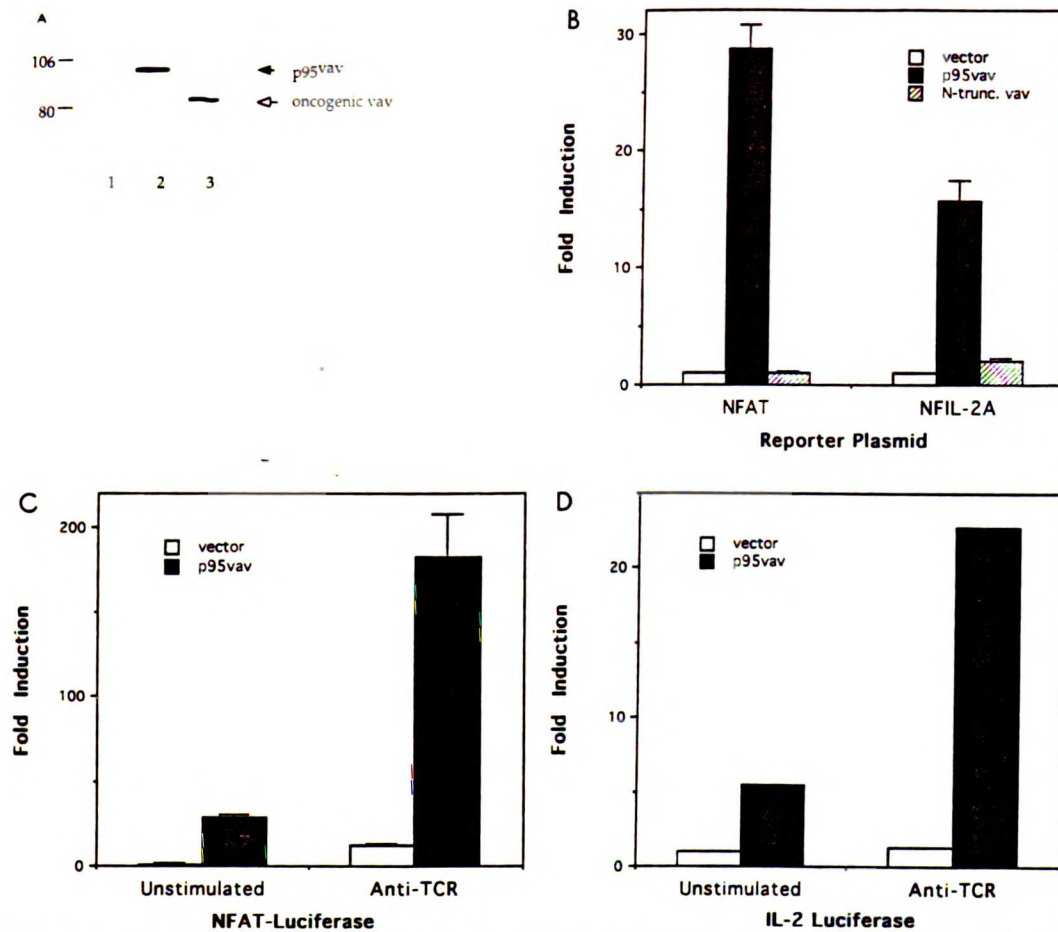 A
106
80
p95vav
oncogenic vav
1 2 3
B
Fold Induction
30
20
10
0
vector
p95vav
N-trunc. vav
NFAT NFIL-2A
Reporter Plasmid
C
Fold Induction
200
100
0
vector
p95vav
Unstimulated Anti-TCR
NFAT-Luciferase
D
Fold Induction
20
10
0
vector
p95vav
Unstimulated Anti-TCR
IL-2 Luciferase